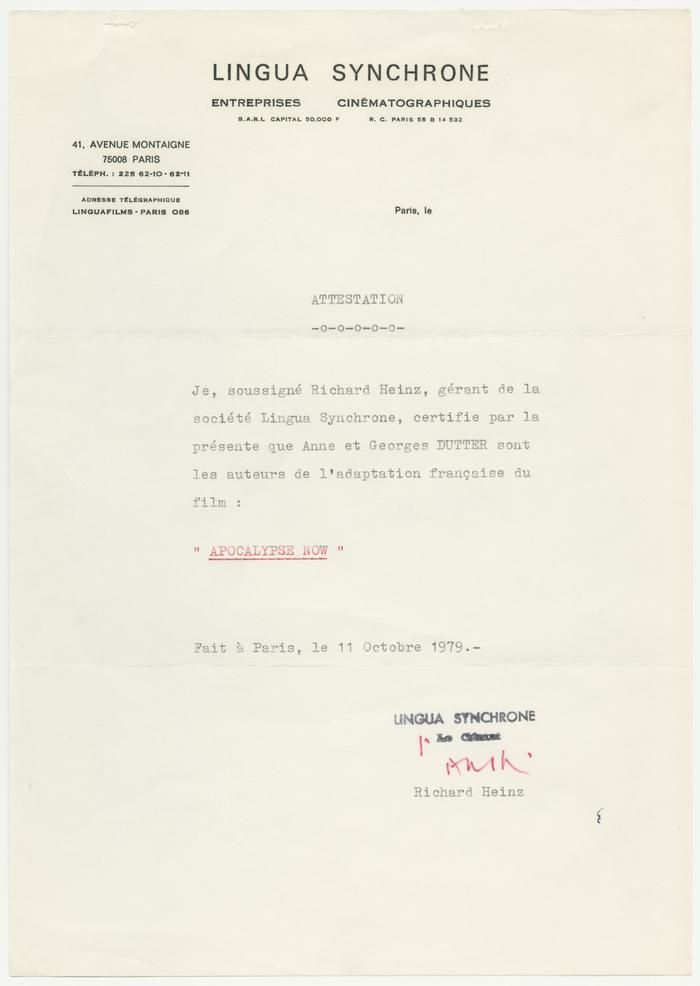 LINGUA SYNCHRONE
ENTREPRISES CINÉMATOGRAPHIQUES
S.A.R.L CAPITAL 50.000 F R. C. PARIS 55 B 14 532
41, AVENUE MONTAIGNE
75008 PARIS
TÉLÉPH. : 225 62-10 - 62-11
ADRESSE TÉLÉGRAPHIQUE
LINGUAFILMS - PARIS 086
Paris, le
ATTESTATION
-o-o-o-o-o-
Je, soussigné Richard Heinz, gérant de la
société Lingua Synchrone, certifie par la
présente que Anne et Georges DUTTER sont
les auteurs de l'adaptation française du
film :
" APOCALYPSE NOW "
Fait à Paris, le 11 Octobre 1979.-
LINGUA SYNCHRONE
Le Gérant
Richard Heinz